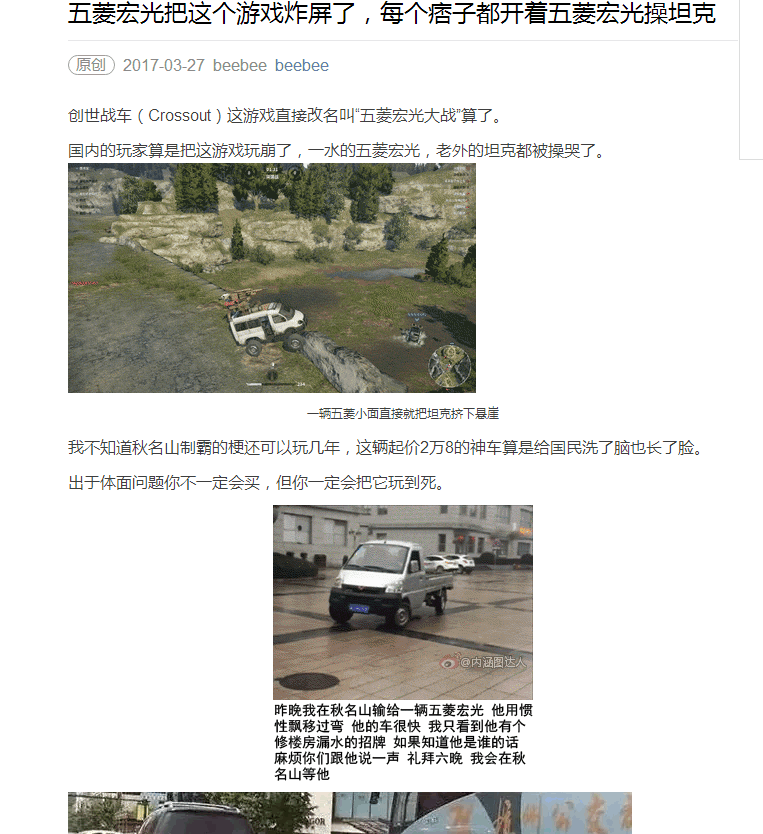 五菱宏光把这个游戏炸屏了，每个痞子都开着五菱宏光操坦克
原创 2017-03-27 beebee beebee
创世战车（Crossout）这游戏直接改名叫“五菱宏光大战”算了。
国内的玩家算是把这游戏玩崩了，一水的五菱宏光，老外的坦克都被操哭了。
一辆五菱小面直接就把坦克挤下悬崖
我不知道秋名山制霸的梗还可以玩几年，这辆起价2万8的神车算是给国民洗了脑也长了脸。
出于体面问题你不一定会买，但你一定会把它玩到死。
@内涵图达人
昨晚我在秋名山输给一辆五菱宏光 他用惯
性飘移过弯 他的车很快 我只看到他有个
修楼房漏水的招牌 如果知道他是谁的话
麻烦你们跟他说一声 礼拜六晚 我会在秋
名山等他